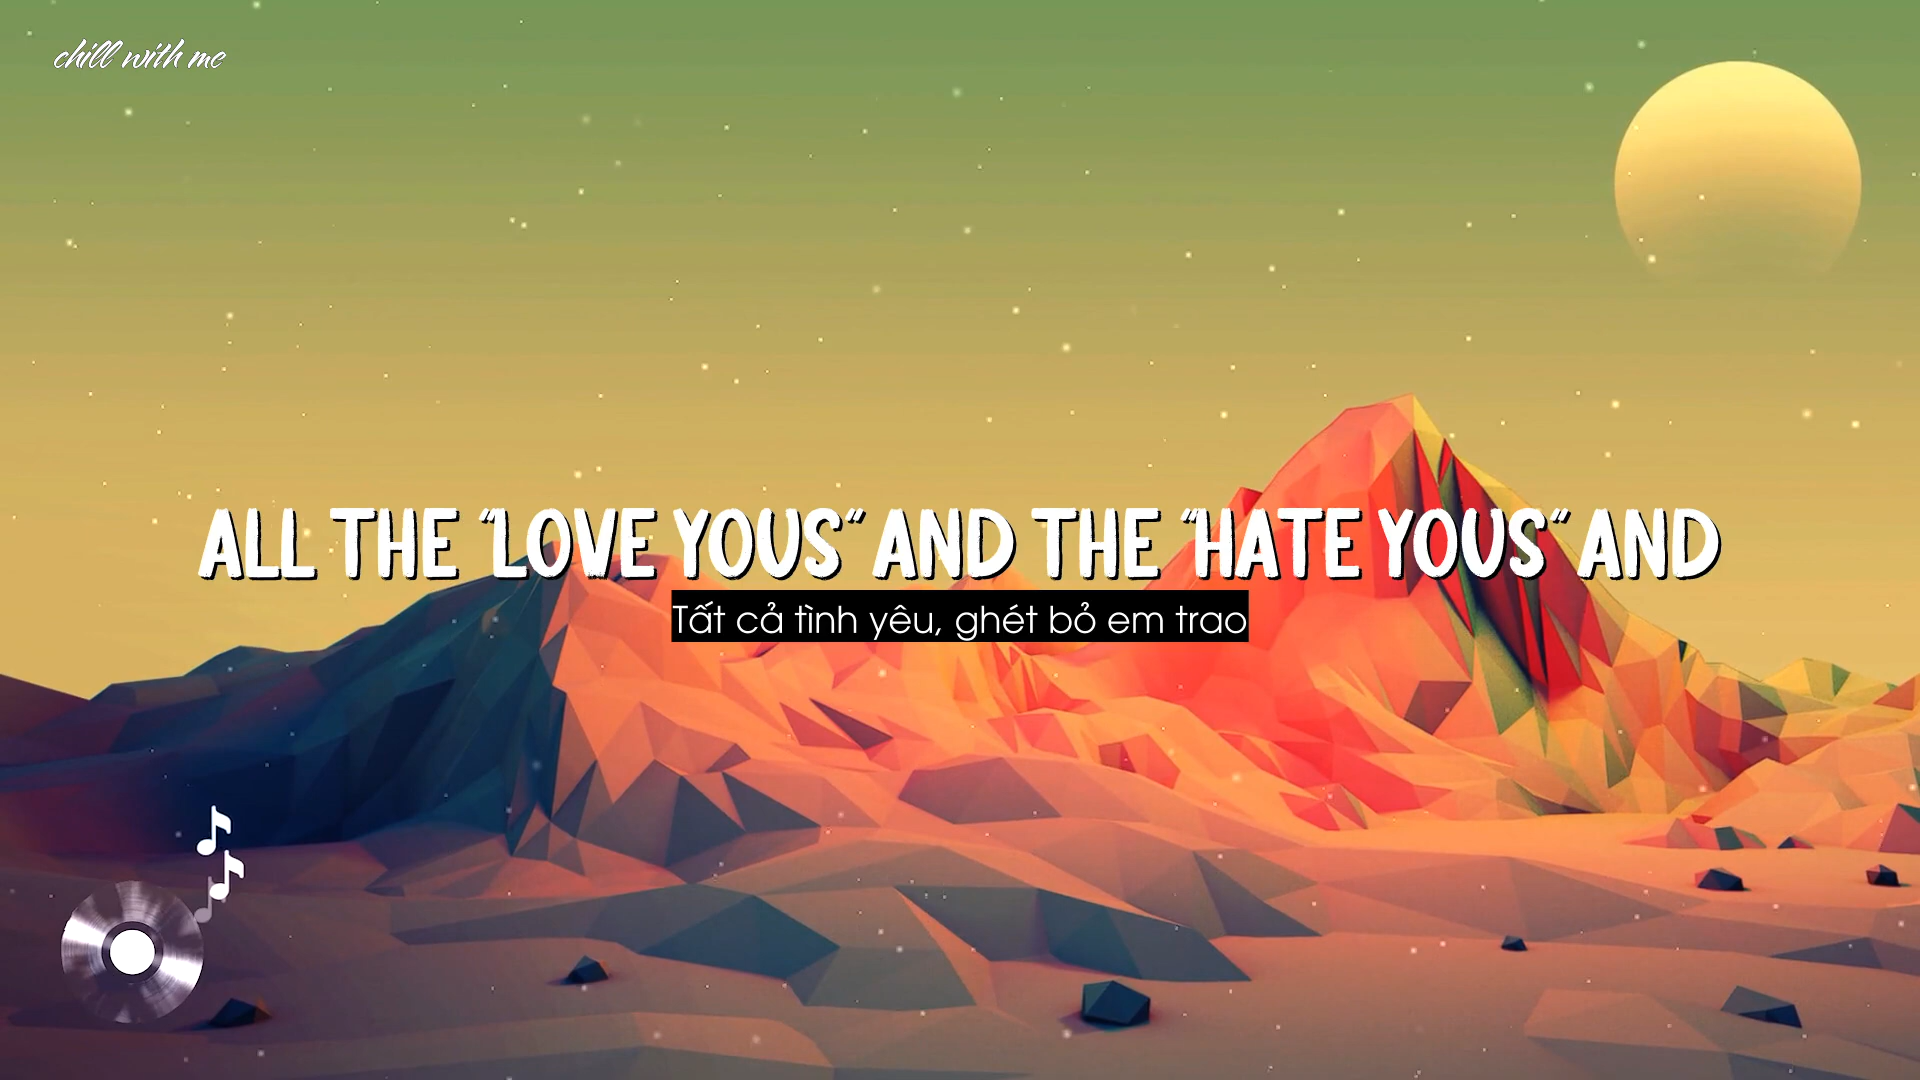 chill with me
ALL THE "LOVE YOUS" AND THE "HATE YOUS" AND
Tất cả tình yêu, ghét bỏ em trao